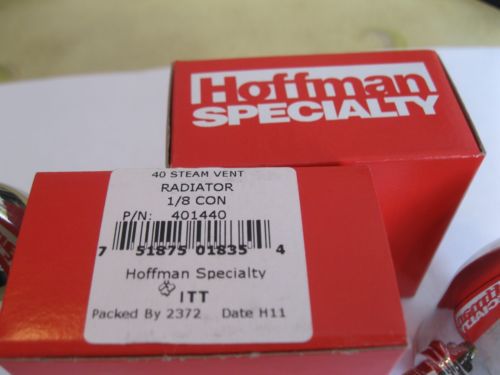 Hoffman
SPECIALTY
40 STEAM VENT
RADIATOR
1/8 CON
P/N: 401440
7 51875 01835 4
Hoffman Specialty
ITT
Packed By 2372 Date H11